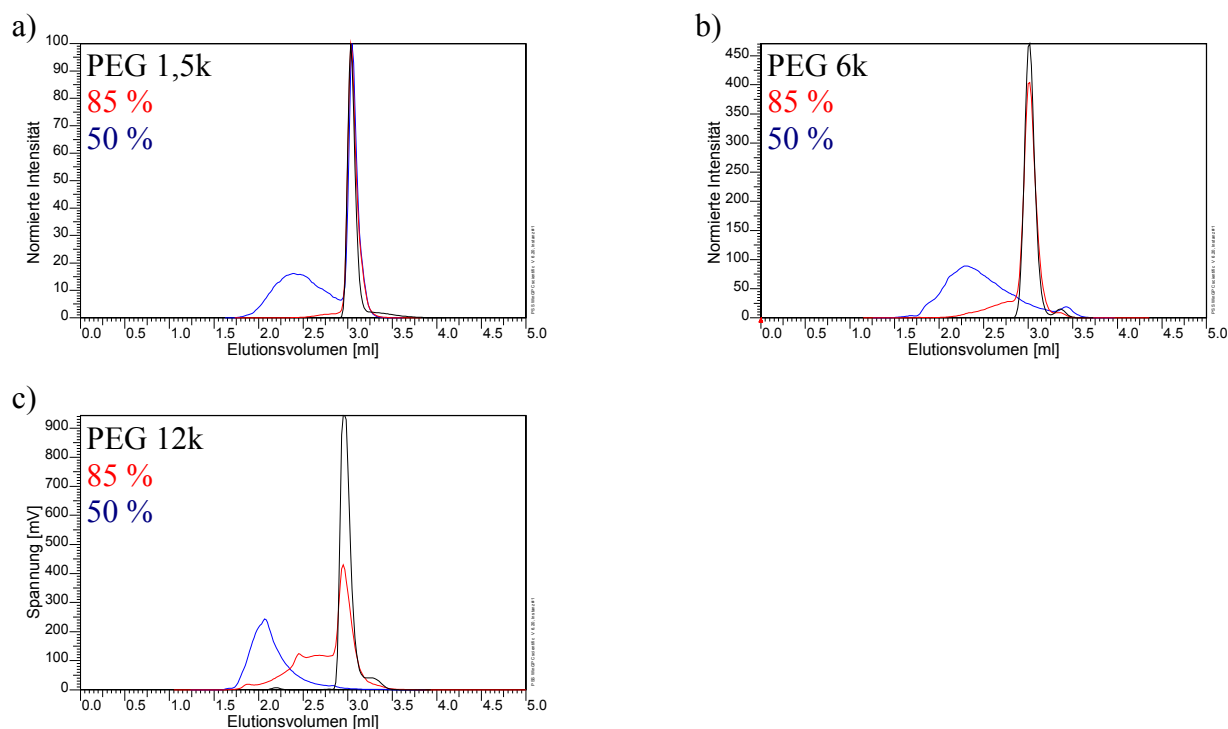 a)
PEG 1,5k
85 %
50 %
Normierte Intensität
100
90
80
70
60
50
40
30
20
10
0
0.0 0.5 1.0 1.5 2.0 2.5 3.0 3.5 4.0 4.5 5.0
Elutionsvolumen [ml]
b)
PEG 6k
85 %
50 %
Normierte Intensität
450
400
350
300
250
200
150
100
50
0
0.0 0.5 1.0 1.5 2.0 2.5 3.0 3.5 4.0 4.5 5.0
Elutionsvolumen [ml]
c)
PEG 12k
85 %
50 %
Spannung [mV]
900
800
700
600
500
400
300
200
100
0
0.0 0.5 1.0 1.5 2.0 2.5 3.0 3.5 4.0 4.5 5.0
Elutionsvolumen [ml]